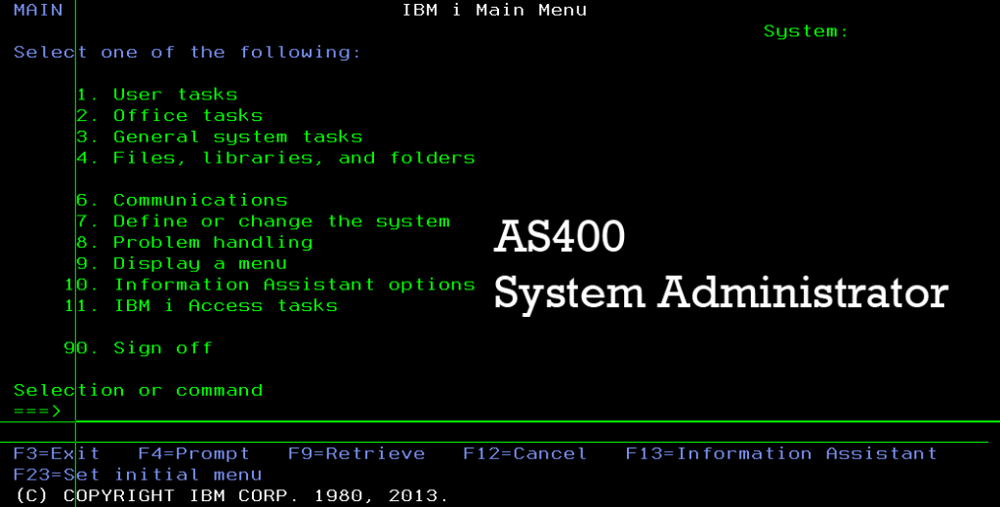 MAIN IBM i Main Menu
System:
Select one of the following:
1. User tasks
2. Office tasks
3. General system tasks
4. Files, libraries, and folders
6. Communications
7. Define or change the system
8. Problem handling
9. Display a menu
10. Information Assistant options
11. IBM i Access tasks
90. Sign off
AS400
System Administrator
Selection or command
===>
F3=Exit F4=Prompt F9=Retrieve F12=Cancel F13=Information Assistant
F23=Set initial menu
(C) COPYRIGHT IBM CORP. 1980, 2013.